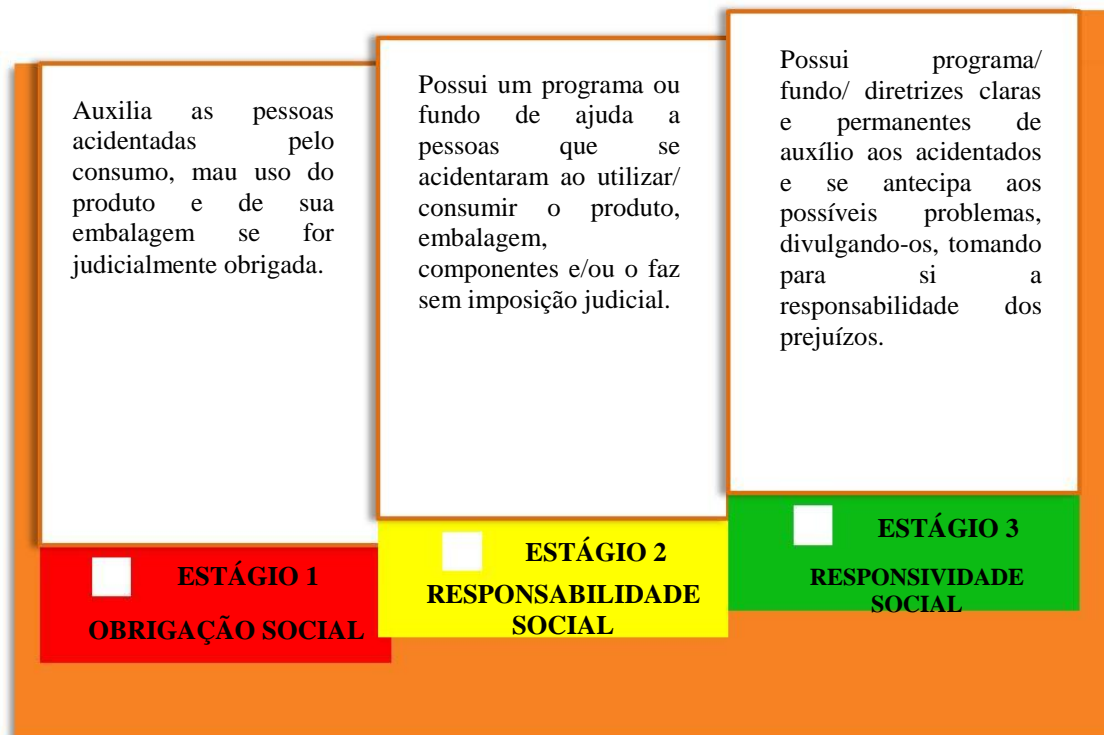 Auxilia as pessoas
acidentadas pelo
consumo, mau uso do
produto e de sua
embalagem se for
judicialmente obrigada.
ESTÁGIO 1
OBRIGAÇÃO SOCIAL
Possui um programa ou
fundo de ajuda a
pessoas que se
acidentaram ao utilizar/
consumir o produto,
embalagem,
componentes e/ou o faz
sem imposição judicial.
ESTÁGIO 2
RESPONSABILIDADE
SOCIAL
Possui programa/
fundo/ diretrizes claras
e permanentes de
auxílio aos acidentados
e se antecipa aos
possíveis problemas,
divulgando-os, tomando
para si a
responsabilidade dos
prejuízos.
ESTÁGIO 3
RESPONSIVIDADE
SOCIAL